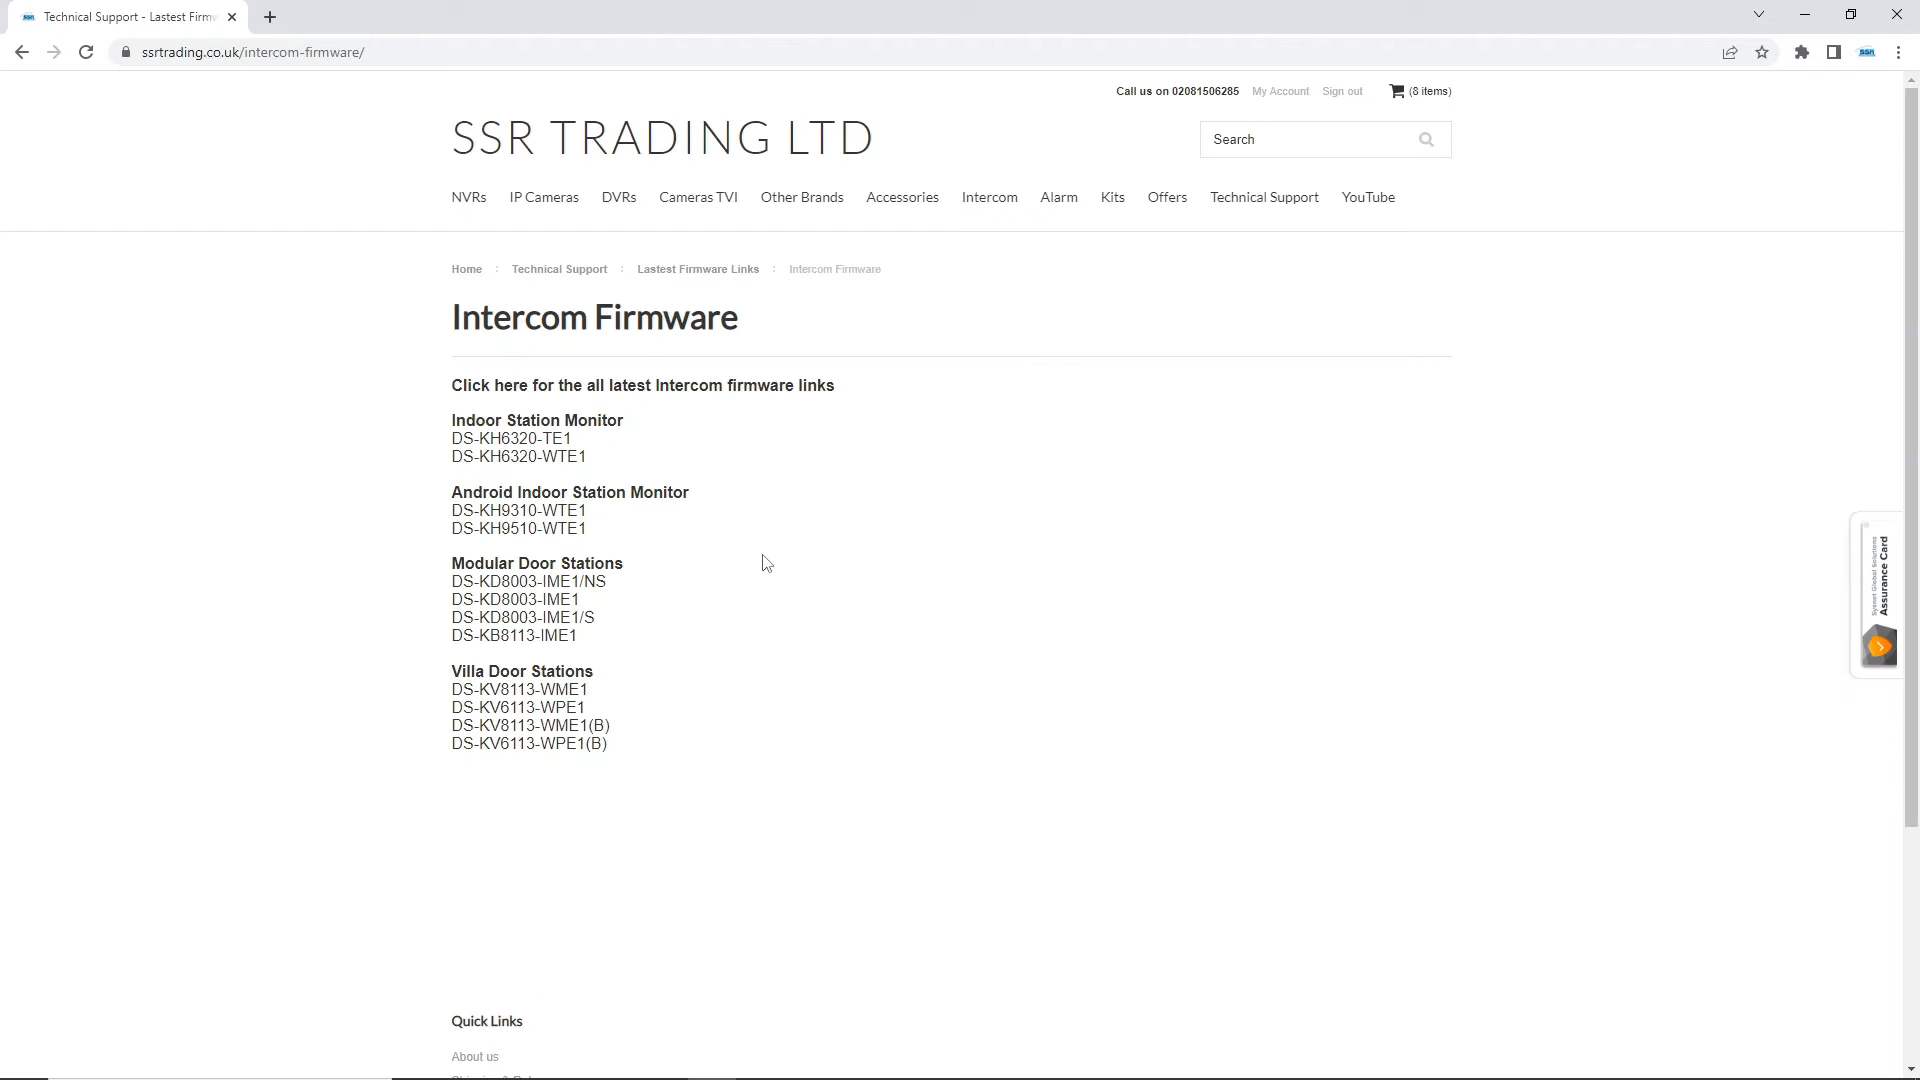 Technical Support - Lastest Firmw
ssrtrading.co.uk/intercom-firmware/
SSR
Call us on 02081506285 My Account Sign out (8 items)
SSR TRADING LTD
Search
NVRs IP Cameras DVRs Cameras TVI Other Brands Accessories Intercom Alarm Kits Offers Technical Support YouTube
Home : Technical Support : Lastest Firmware Links : Intercom Firmware
Intercom Firmware
Click here for the all latest Intercom firmware links
Indoor Station Monitor
DS-KH6320-TE1
DS-KH6320-WTE1
Android Indoor Station Monitor
DS-KH9310-WTE1
DS-KH9510-WTE1
Modular Door Stations
DS-KD8003-IME1/NS
DS-KD8003-IME1
DS-KD8003-IME1/S
DS-KB8113-IME1
Villa Door Stations
DS-KV8113-WME1
DS-KV6113-WPE1
DS-KV8113-WME1(B)
DS-KV6113-WPE1(B)
Sysnet Global Solutions
Assurance Card
Quick Links
About us